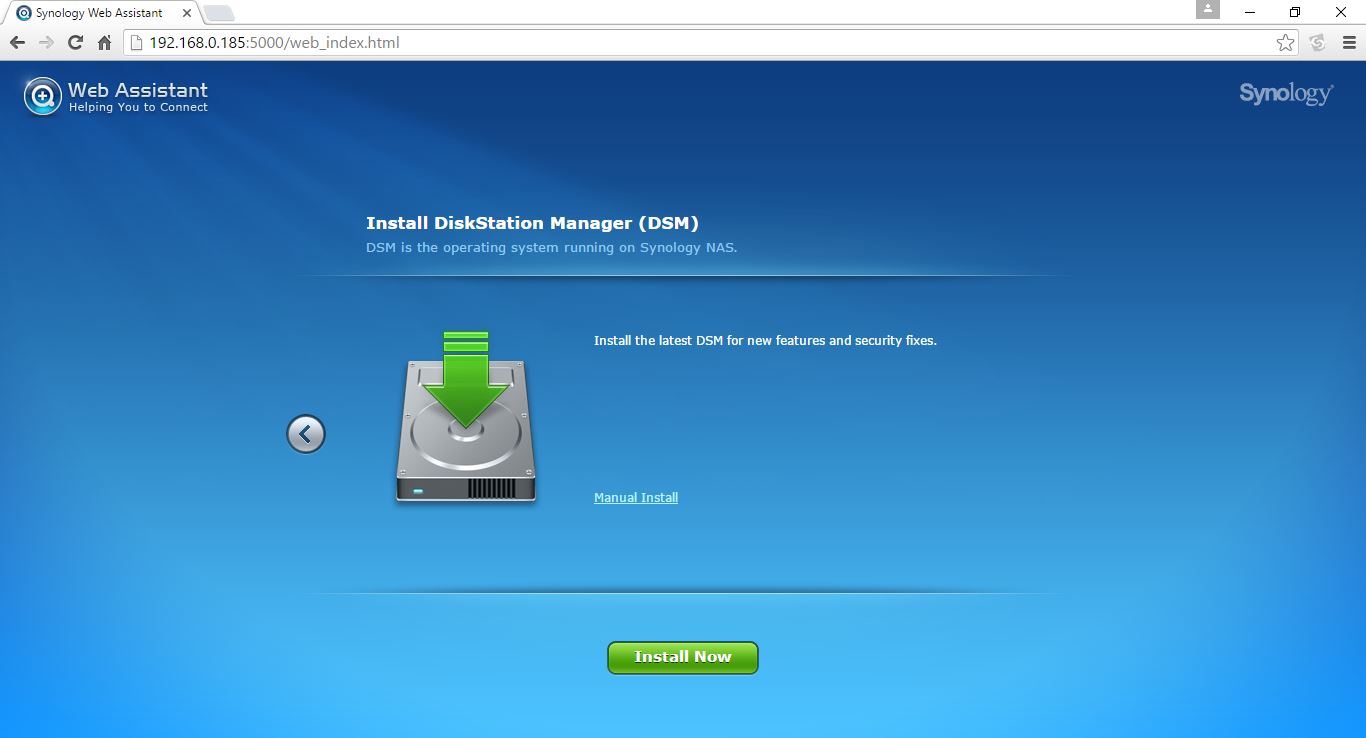 Synology Web Assistant
192.168.0.185:5000/web_index.html
Web Assistant
Helping You to Connect
Synology
Install DiskStation Manager (DSM)
DSM is the operating system running on Synology NAS.
Install the latest DSM for new features and security fixes.
Manual Install
Install Now